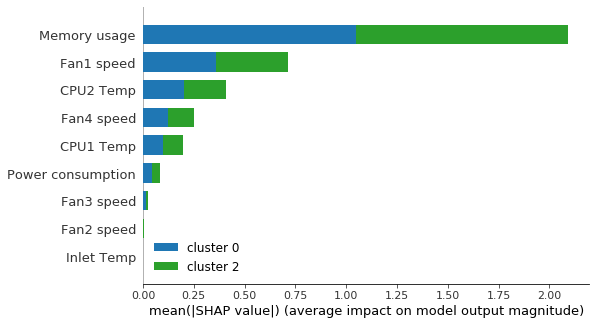 Memory usage
Fan1 speed
CPU2 Temp
Fan4 speed
CPU1 Temp
Power consumption
Fan3 speed
Fan2 speed
Inlet Temp
cluster 0
cluster 2
0.00 0.25 0.50 0.75 1.00 1.25 1.50 1.75 2.00
mean(|SHAP value|) (average impact on model output magnitude)